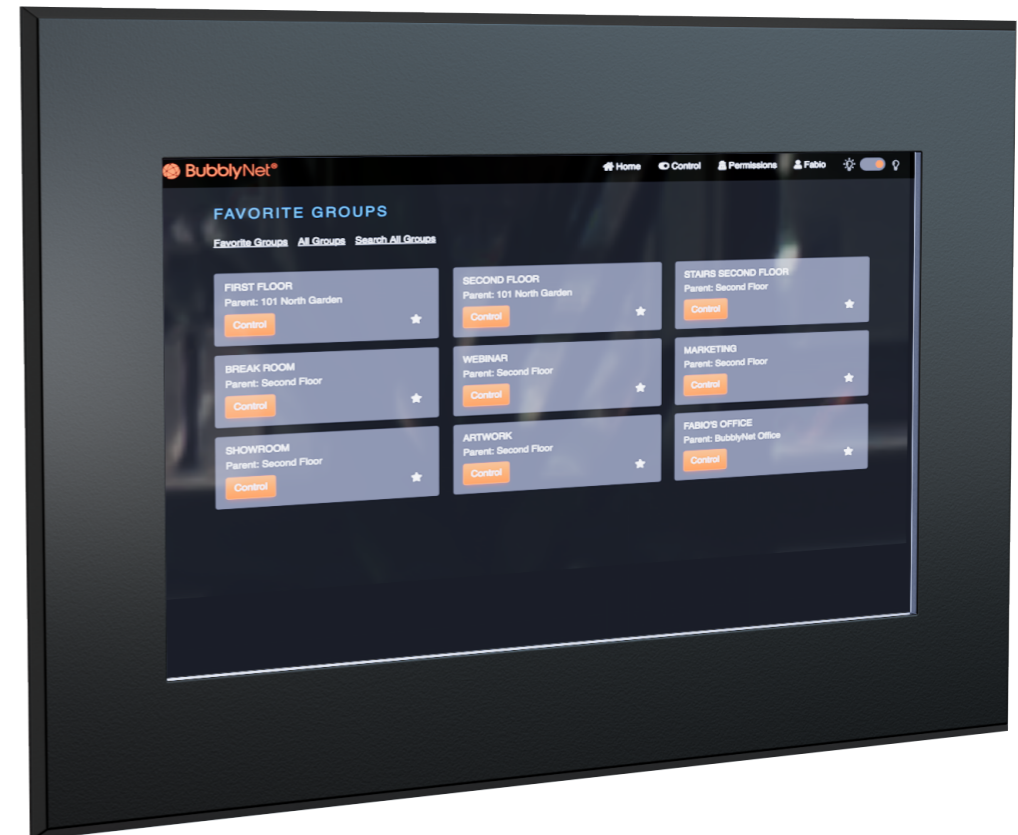 BubblyNet®
Home Control Permissions Fabio
FAVORITE GROUPS
Favorite Groups All Groups Search All Groups
FIRST FLOOR
Parent: 101 North Garden
Control
SECOND FLOOR
Parent: 101 North Garden
Control
STAIRS SECOND FLOOR
Parent: Second Floor
Control
BREAK ROOM
Parent: Second Floor
Control
WEBINAR
Parent: Second Floor
Control
MARKETING
Parent: Second Floor
Control
SHOWROOM
Parent: Second Floor
Control
ARTWORK
Parent: Second Floor
Control
FABIO'S OFFICE
Parent: BubblyNet Office
Control